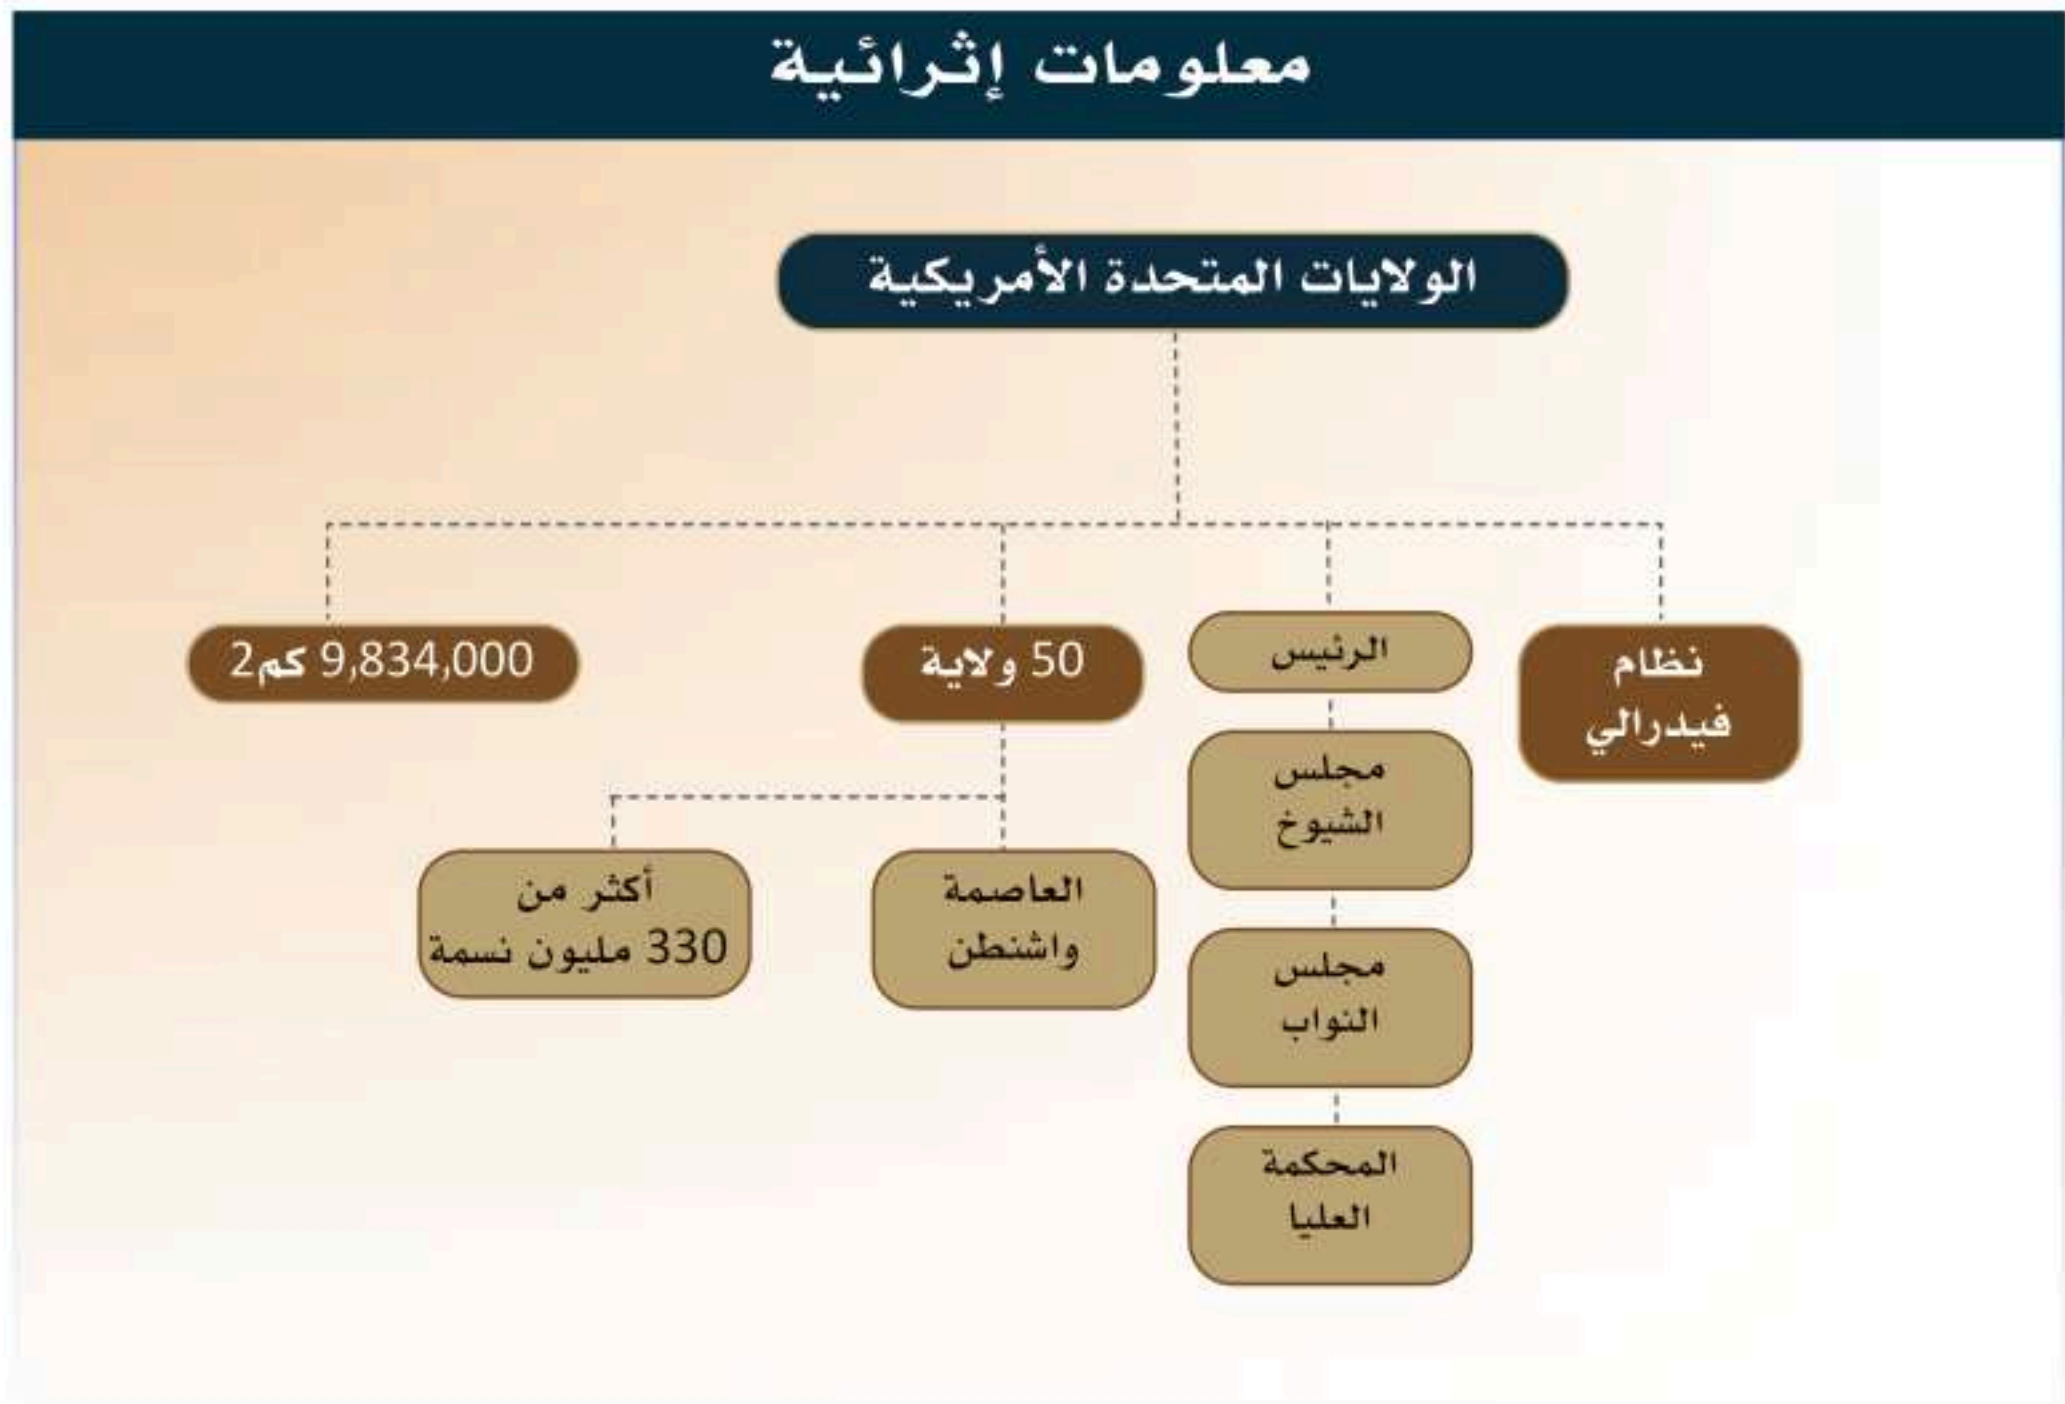 معلومات إثرائية
الولايات المتحدة الأمريكية
نظام
فيدرالي
الرئيس
مجلس
الشيوخ
مجلس
النواب
المحكمة
العليا
50 ولاية
العاصمة
واشنطن
أكثر من
330 مليون نسمة
9,834,000 كم2